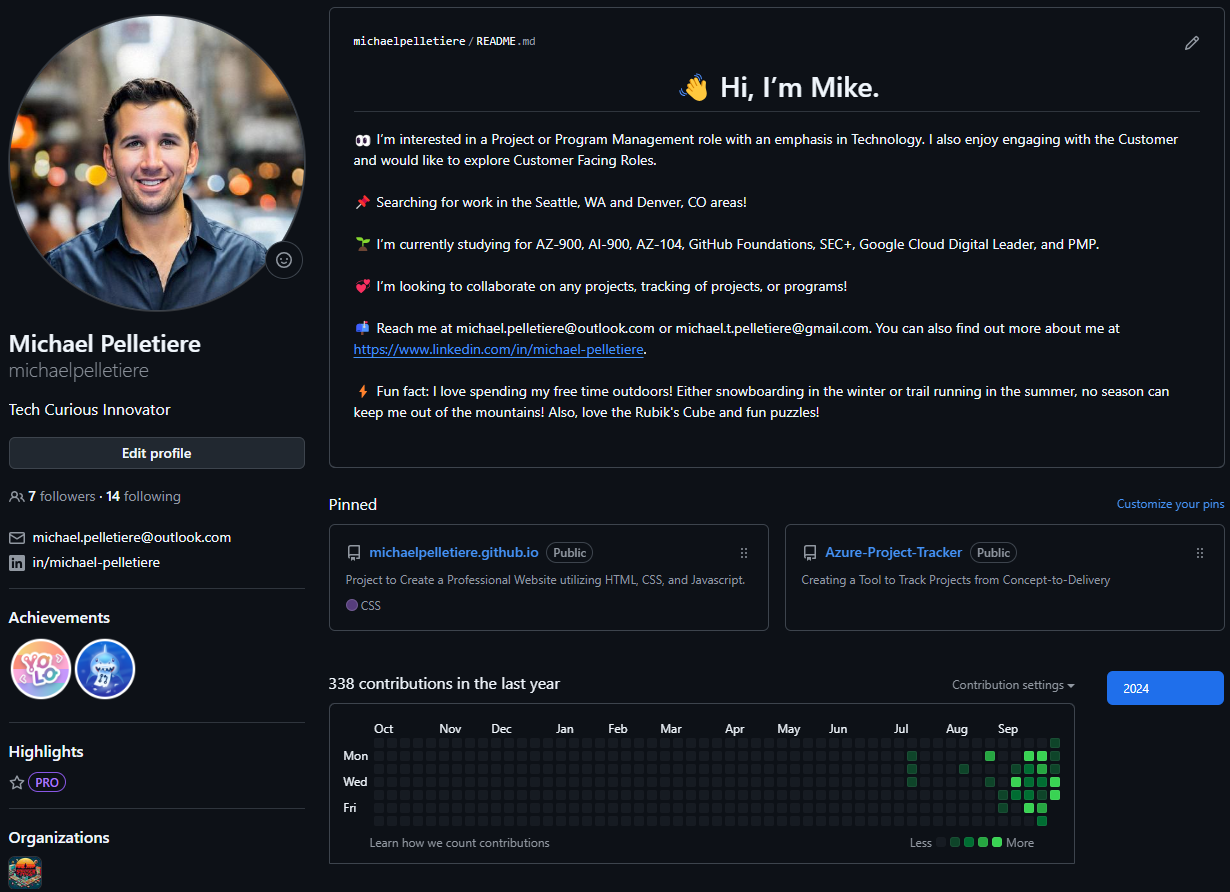 Michael Pelletiere
michaelpelletiere
Tech Curious Innovator
Edit profile
7 followers · 14 following
michael.pelletiere@outlook.com
in/michael-pelletiere
Achievements
YOLO
Highlights
PRO
Organizations
michaelpelletiere/README.md
👋 Hi, I’m Mike.
👀 I’m interested in a Project or Program Management role with an emphasis in Technology. I also enjoy engaging with the Customer
and would like to explore Customer Facing Roles.
📌 Searching for work in the Seattle, WA and Denver, CO areas!
🌱 I’m currently studying for AZ-900, AI-900, AZ-104, GitHub Foundations, SEC+, Google Cloud Digital Leader, and PMP.
💞 I’m looking to collaborate on any projects, tracking of projects, or programs!
📫 Reach me at michael.pelletiere@outlook.com or michael.t.pelletiere@gmail.com. You can also find out more about me at
https://www.linkedin.com/in/michael-pelletiere.
⚡ Fun fact: I love spending my free time outdoors! Either snowboarding in the winter or trail running in the summer, no season can
keep me out of the mountains! Also, love the Rubik's Cube and fun puzzles!
Pinned
Customize your pins
michaelpelletiere.github.io Public
Project to Create a Professional Website utilizing HTML, CSS, and Javascript.
CSS
Azure-Project-Tracker Public
Creating a Tool to Track Projects from Concept-to-Delivery
338 contributions in the last year
Contribution settings
2024
Oct Nov Dec Jan Feb Mar Apr May Jun Jul Aug Sep
Mon
Wed
Fri
Learn how we count contributions
Less More